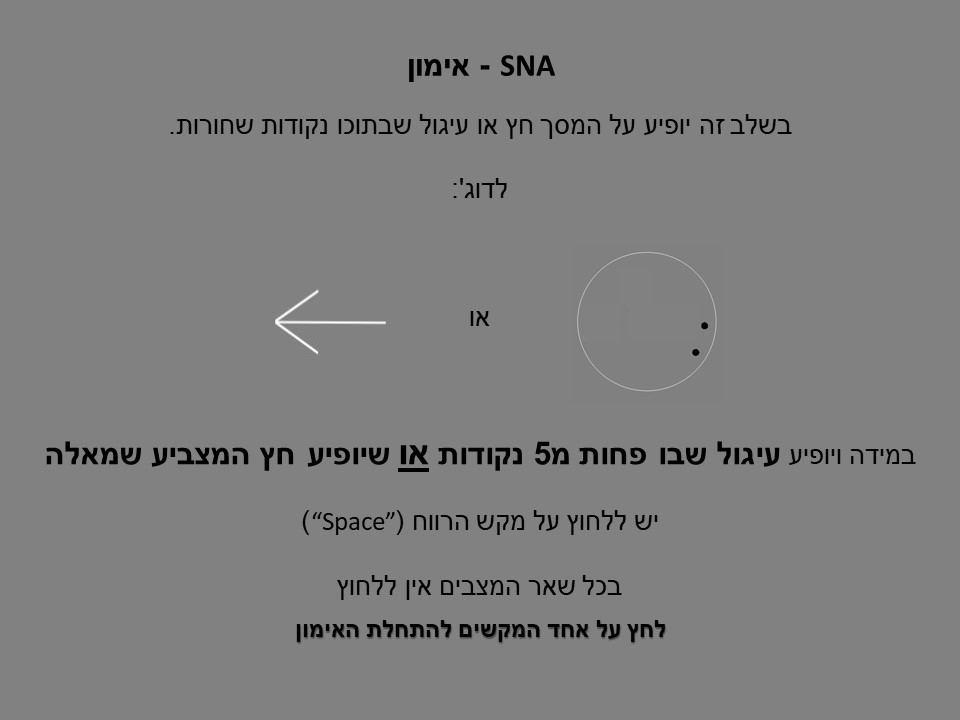 SNA - אימון
בשלב זה יופיע על המסך חץ או עיגול שבתוכו נקודות שחורות.
לדוג':
או
במידה ויופיע עיגול שבו פחות מ5 נקודות או שיופיע חץ המצביע שמאלה
יש ללחוץ על מקש הרווח (“Space”)
בכל שאר המצבים אין ללחוץ
לחץ על אחד המקשים להתחלת האימון